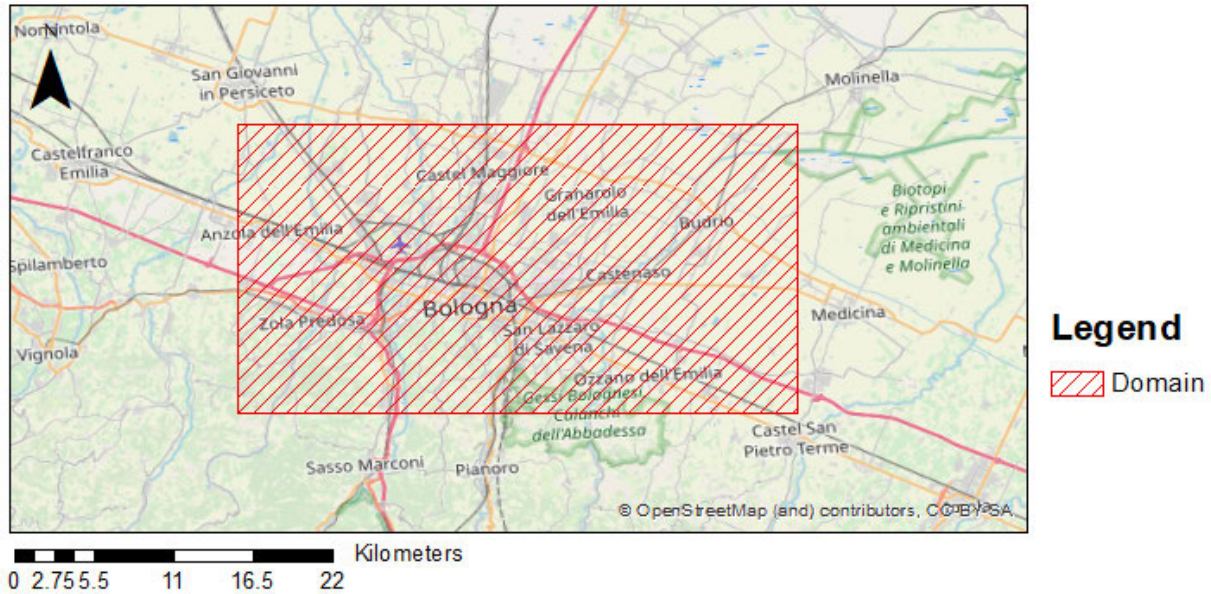 Nonantola
N
San Giovanni
in Persiceto
Molinella
Castelfranco
Emilia
Castel Maggiore
Granarolo
dell'Emilia
Biotopi
e Ripristini
ambientali
di Medicina
e Molinella
Anzola dell'Emilia
Budrio
Spilamberto
Castenaso
Bologna
Zola Predosa
San Lazzaro
di Savena
Medicina
Vignola
Ozzano dell'Emilia
Gessi Bolognesi,
Calanchi
dell'Abbadessa
Castel San
Pietro Terme
Sasso Marconi
Pianoro
© OpenStreetMap (and) contributors, CC-BY-SA
Legend
Domain
Kilometers
0 2.75 5.5 11 16.5 22